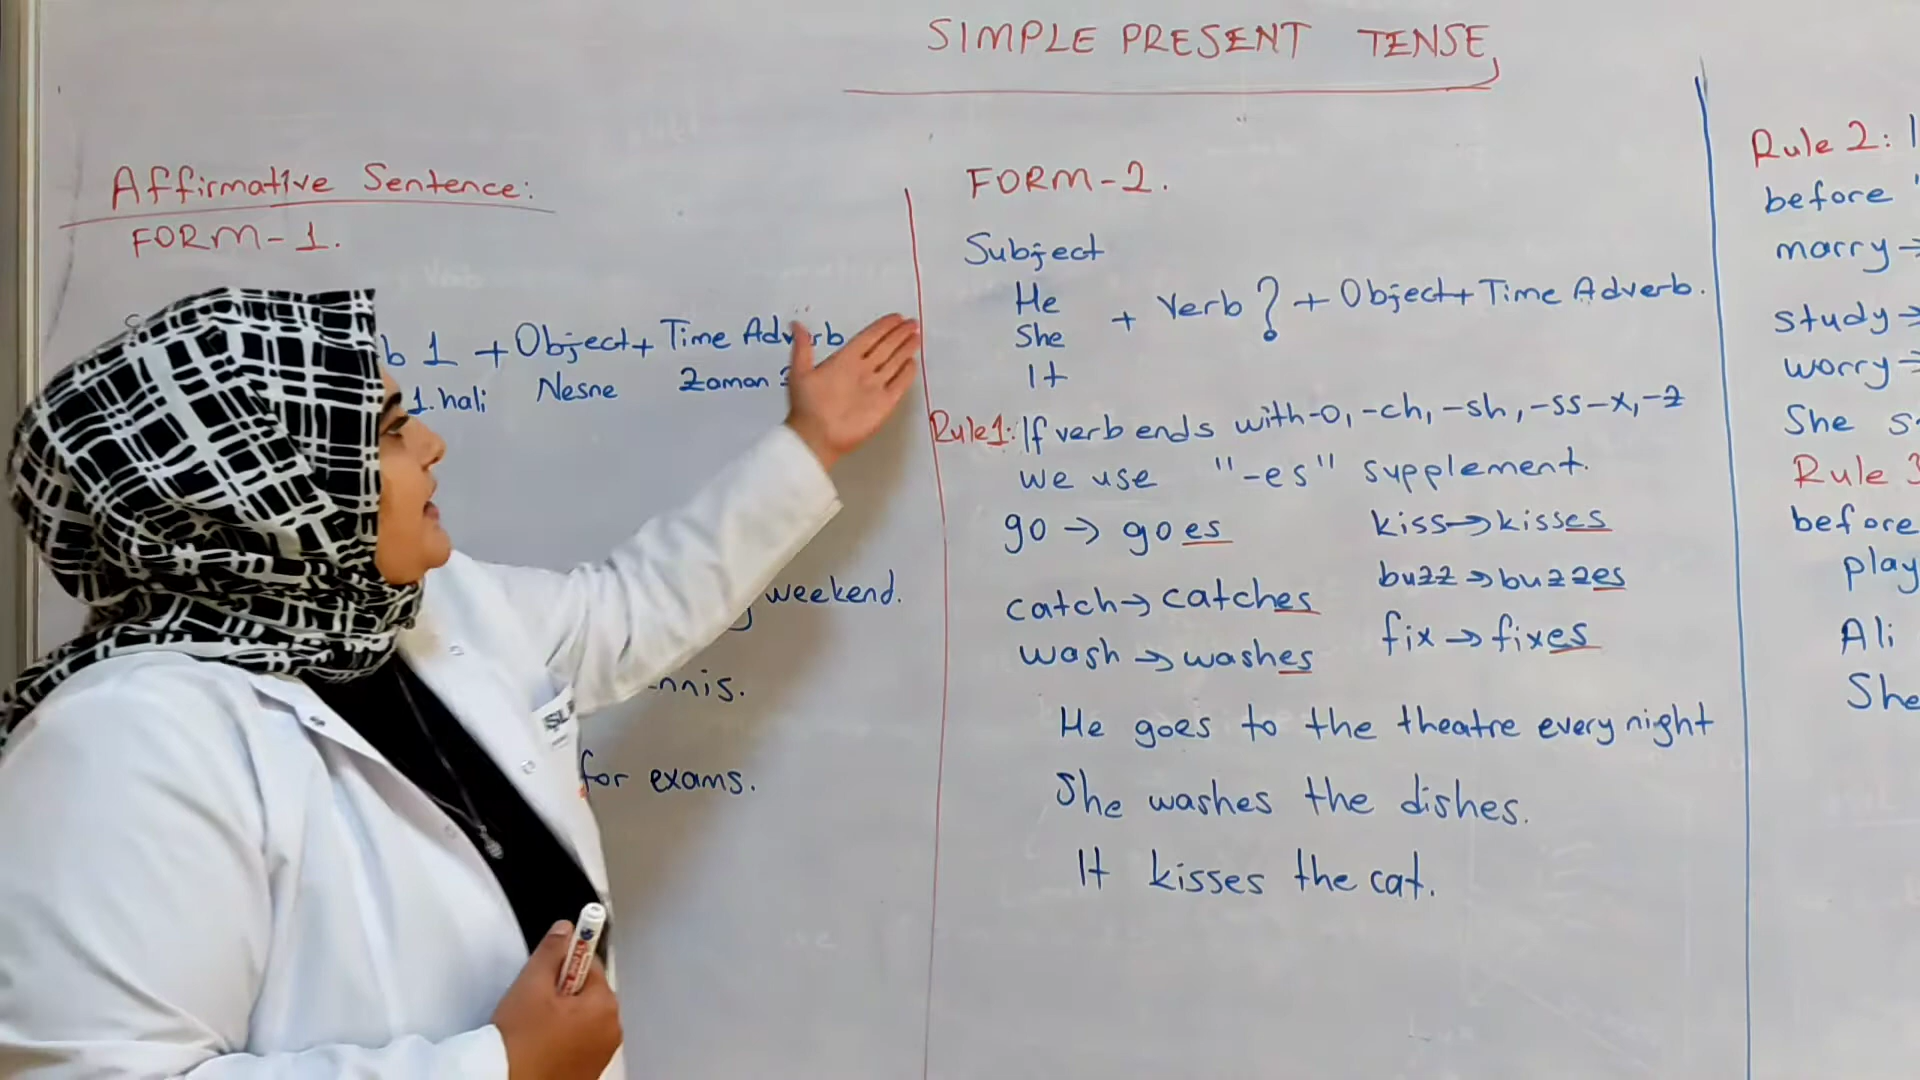 SIMPLE PRESENT TENSE
Affirmative Sentence:
FORM-1.
1 + Object + Time Adverb
1.hali Nesne Zaman
weekend.
for exams.
FORM-2.
Subject
He
She
It
+ Verb ? + Object + Time Adverb.
Rule1: If verb ends with -o, -ch, -sh, -ss -x, -z
we use "-es" supplement.
go → goes
kiss → kisses
buzz → buzzes
catch → catches
fix → fixes
wash → washes
He goes to the theatre every night
She washes the dishes.
It kisses the cat.
Rule 2:
before "
marry →
study →
worry →
She
Rule 3
before
play
Ali
She